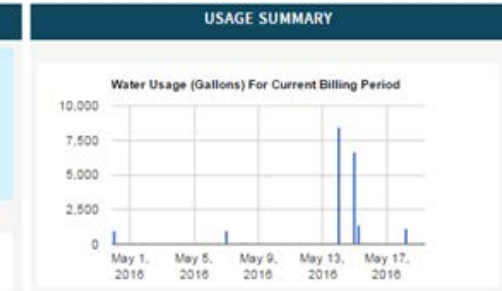 USAGE SUMMARY
Water Usage (Gallons) For Current Billing Period
10,000
7,500
5,000
2,500
0
May 1, May 5, May 9, May 13, May 17,
2016 2016 2016 2016 2016